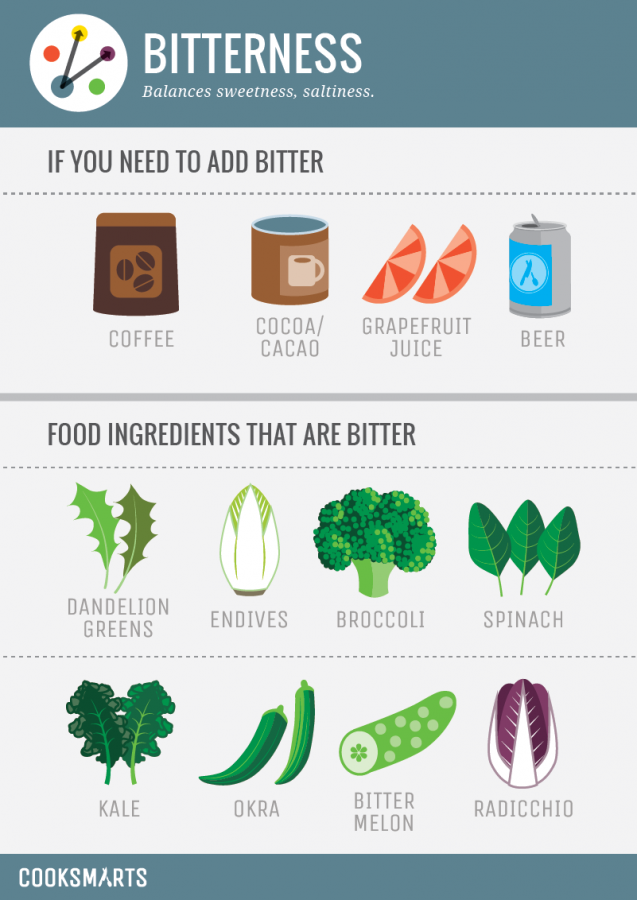 BITTERNESS
Balances sweetness, saltiness.
IF YOU NEED TO ADD BITTER
COFFEE
COCOA/
CACAO
GRAPEFRUIT
JUICE
BEER
FOOD INGREDIENTS THAT ARE BITTER
DANDELION
GREENS
ENDIVES
BROCCOLI
SPINACH
KALE
OKRA
BITTER
MELON
RADICCHIO
COOKSMARTS